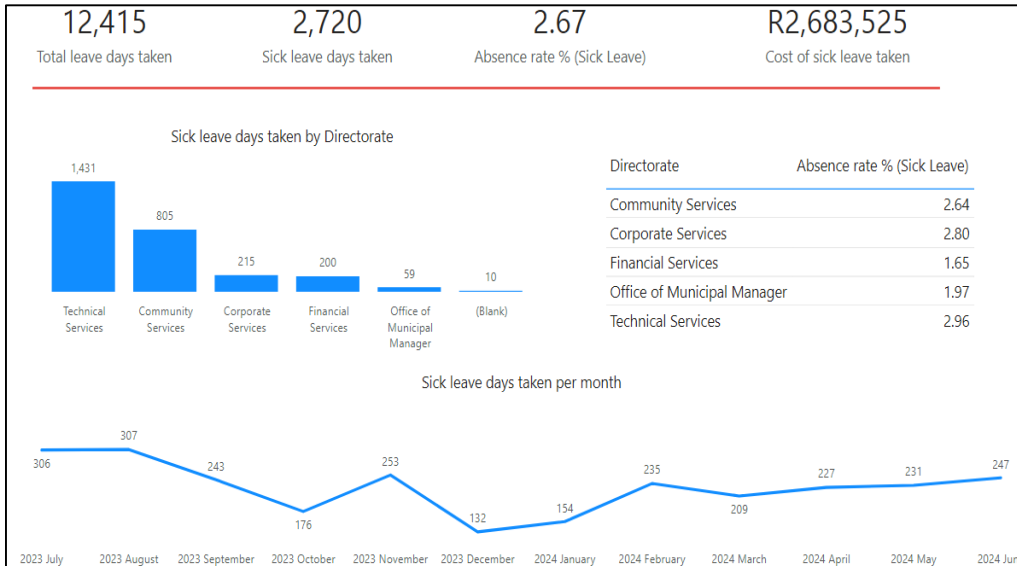 12,415
2,720
2.67
R2,683,525
Total leave days taken
Sick leave days taken
Absence rate % (Sick Leave)
Cost of sick leave taken
Sick leave days taken by Directorate
1,431
805
215
200
59
10
Technical
Services
Community
Services
Corporate
Services
Financial
Services
Office of
Municipal
Manager
(Blank)
Directorate Absence rate % (Sick Leave)
Community Services 2.64
Corporate Services 2.80
Financial Services 1.65
Office of Municipal Manager 1.97
Technical Services 2.96
Sick leave days taken per month
306
307
243
176
253
132
154
235
209
227
231
247
2023 July
2023 August
2023 September
2023 October
2023 November
2023 December
2024 January
2024 February
2024 March
2024 April
2024 May
2024 Jun